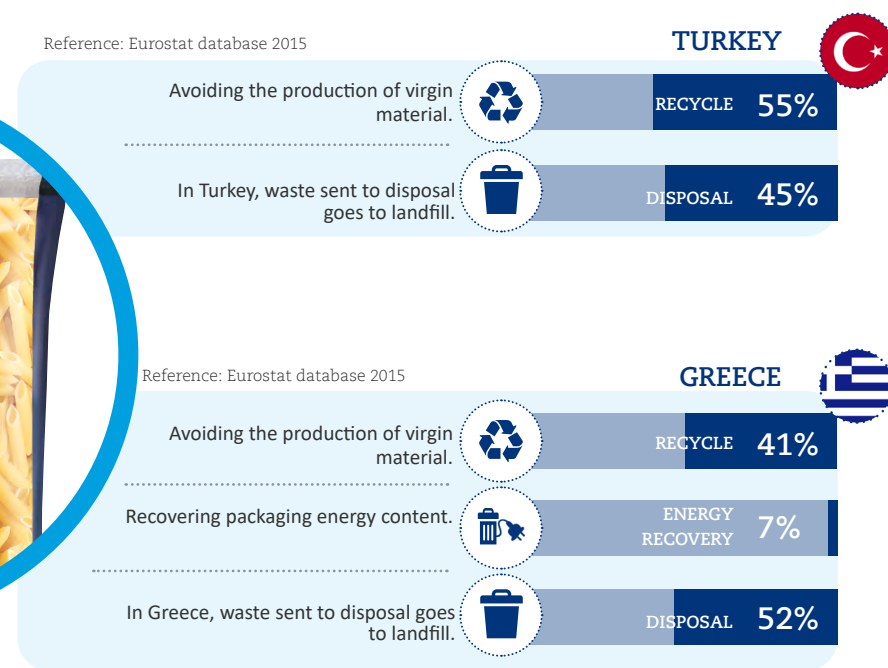 Reference: Eurostat database 2015
TURKEY
Avoiding the production of virgin
material.
RECYCLE 55%
In Turkey, waste sent to disposal
goes to landfill.
DISPOSAL 45%
Reference: Eurostat database 2015
GREECE
Avoiding the production of virgin
material.
RECYCLE 41%
Recovering packaging energy content.
ENERGY
RECOVERY 7%
In Greece, waste sent to disposal goes
to landfill.
DISPOSAL 52%